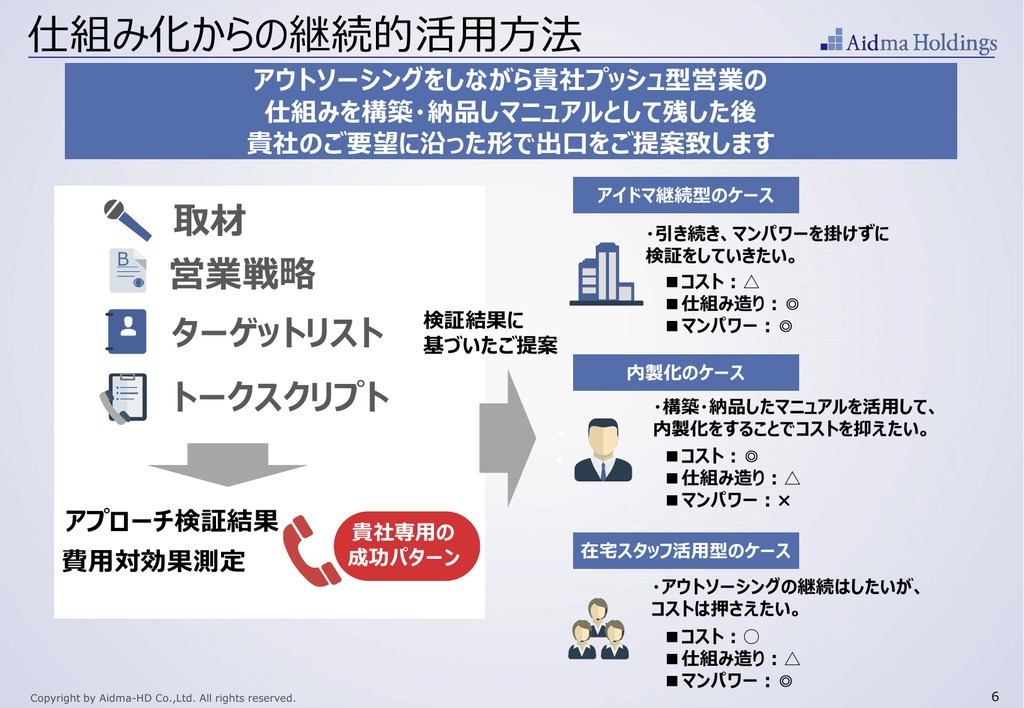 仕組み化からの継続的活用方法
Aidma Holdings
アウトソーシングをしながら貴社プッシュ型営業の
仕組みを構築・納品しマニュアルとして残した後
貴社のご要望に沿った形で出口をご提案致します
取材
B
営業戦略
ターゲットリスト
トークスクリプト
アプローチ検証結果
費用対効果測定
貴社専用の
成功パターン
検証結果に
基づいたご提案
アイドマ継続型のケース
・引き続き、マンパワーを掛けずに
検証をしていきたい。
■コスト：△
■仕組み造り：◎
■マンパワー：◎
内製化のケース
・構築・納品したマニュアルを活用して、
内製化をすることでコストを抑えたい。
■コスト：◎
■仕組み造り：△
■マンパワー：×
在宅スタッフ活用型のケース
・アウトソーシングの継続はしたいが、
コストは押さえたい。
■コスト：○
■仕組み造り：△
■マンパワー：◎
Copyright by Aidma-HD Co.,Ltd. All rights reserved.
6